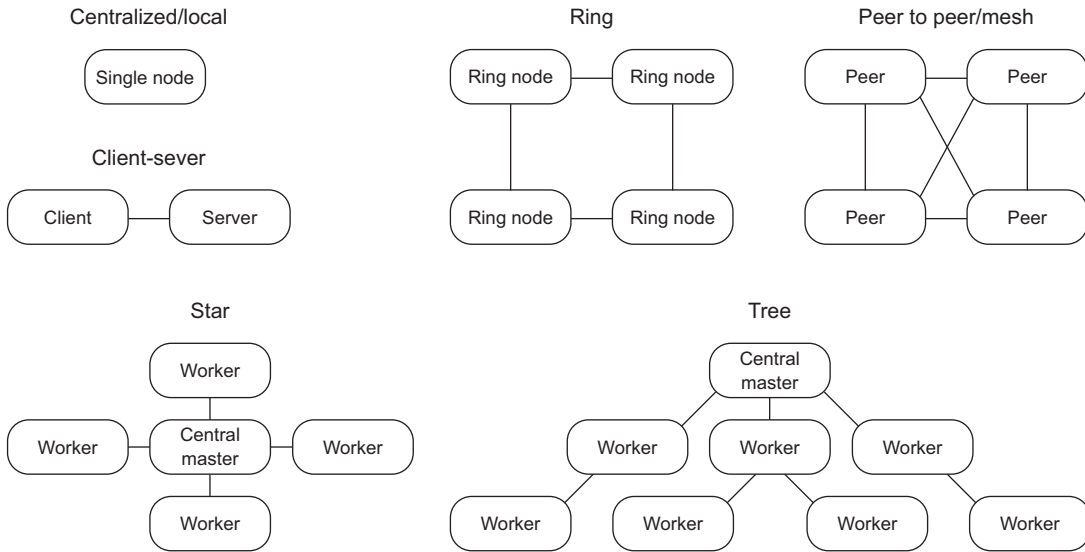 Centralized/local
Single node
Client-sever
Client
Server
Ring
Ring node
Ring node
Ring node
Ring node
Peer to peer/mesh
Peer
Peer
Peer
Peer
Star
Worker
Worker
Central
master
Worker
Worker
Tree
Central
master
Worker
Worker
Worker
Worker
Worker
Worker
Worker